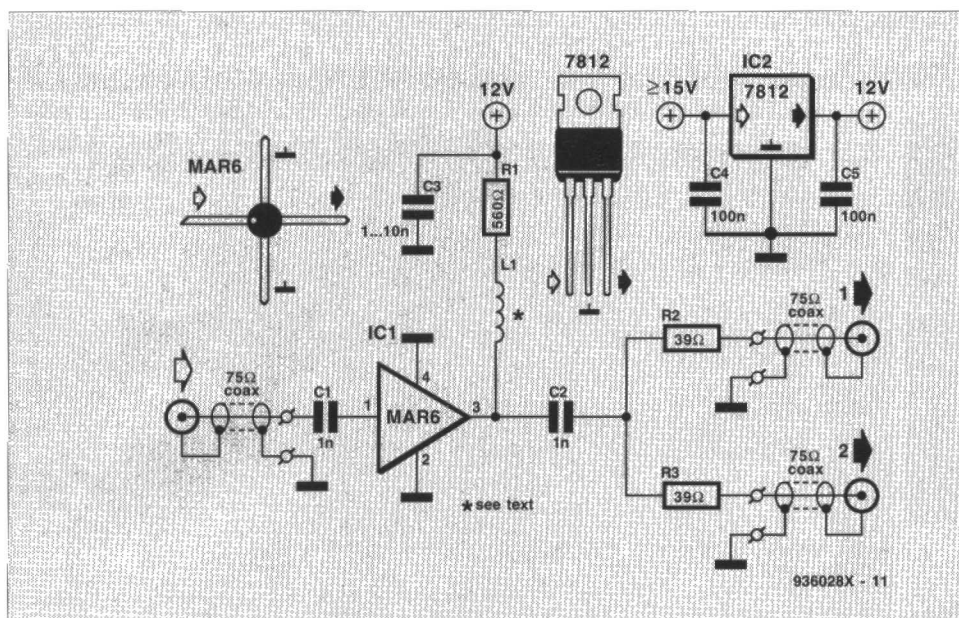 7812
IC2
12V
≥15V
7812
12V
MAR6
R1
C3
560Ω
C4
C5
1...10n
100n
100n
L1
*
75Ω
coax
1
R2
39Ω
IC1
75Ω
coax
C1
4
C2
1
MAR6
3
1n
1n
2
75Ω
coax
2
R3
39Ω
* see text
936028X - 11